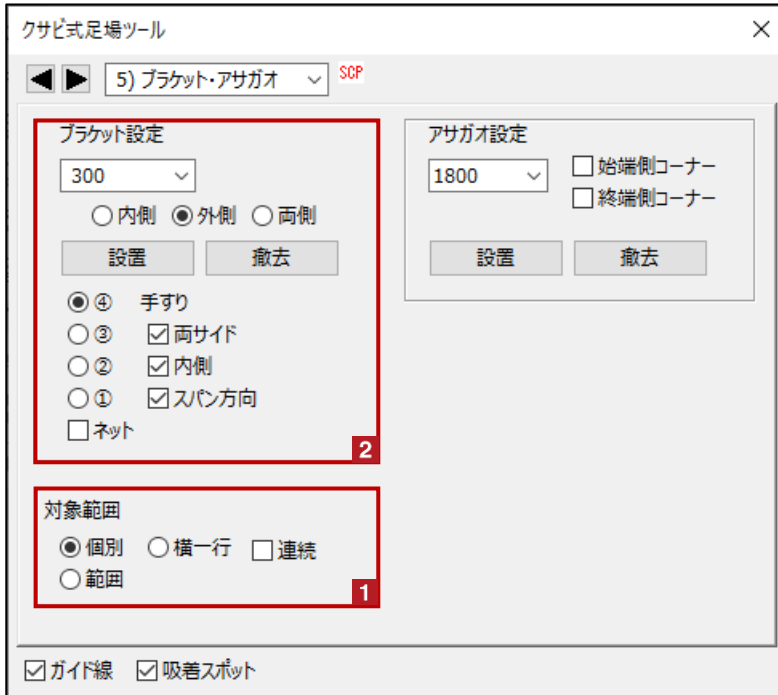 クサビ式足場ツール
5) ブラケット・アサガオ SCP
ブラケット設定
300
内側 外側 両側
設置 撤去
④ 手すり
③ 両サイド
② 内側
① スパン方向
ネット
2
アサガオ設定
1800
始端側コーナー
終端側コーナー
設置 撤去
対象範囲
個別 横一行 連続
範囲
1
ガイド線 吸着スポット